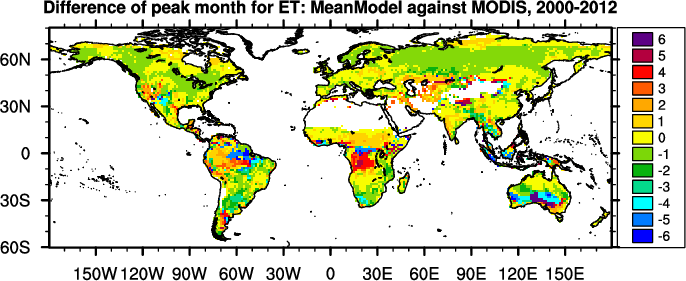 Difference of peak month for ET: MeanModel against MODIS, 2000-2012
60N
30N
0
30S
60S
150W 120W 90W 60W 30W 0 30E 60E 90E 120E 150E
6
5
4
3
2
1
0
-1
-2
-3
-4
-5
-6